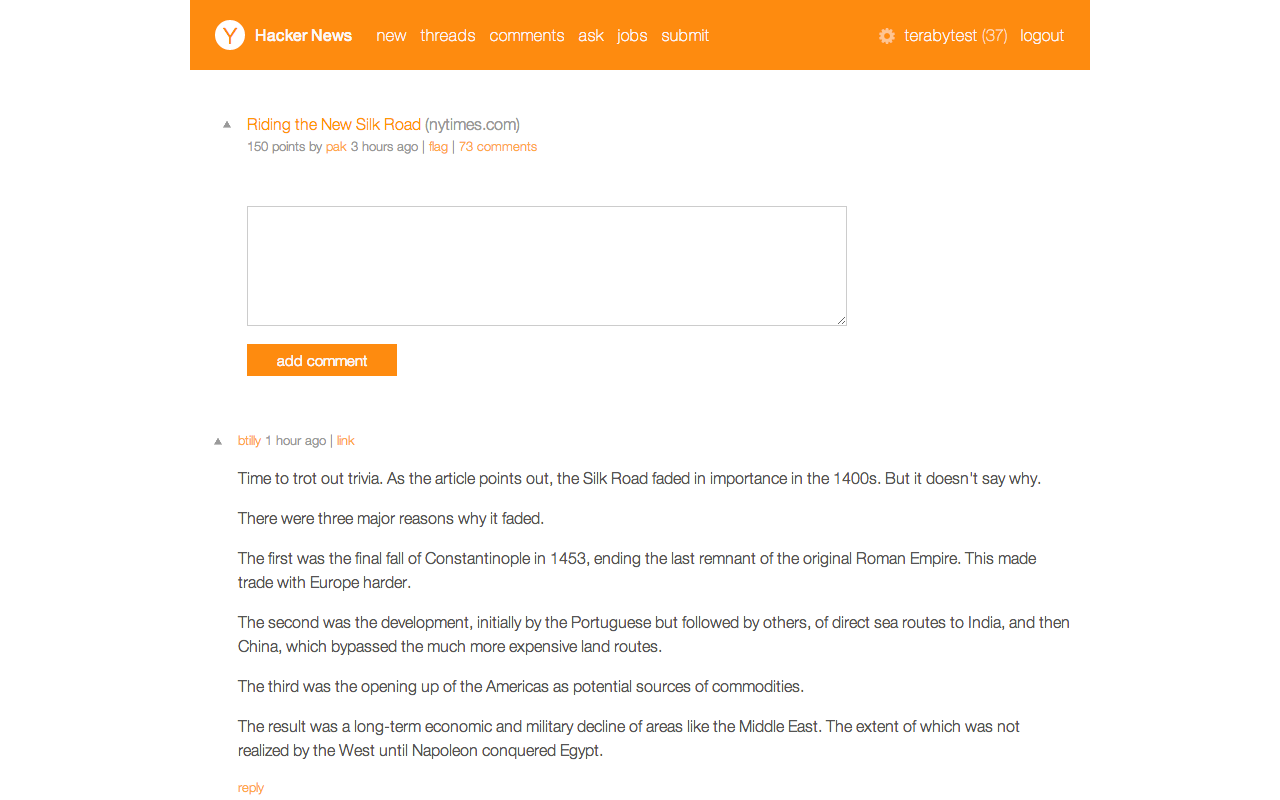 Y Hacker News new threads comments ask jobs submit terabytest (37) logout
▲ Riding the New Silk Road (nytimes.com)
150 points by pak 3 hours ago | flag | 73 comments
add comment
▲ btilly 1 hour ago | link
Time to trot out trivia. As the article points out, the Silk Road faded in importance in the 1400s. But it doesn't say why.
There were three major reasons why it faded.
The first was the final fall of Constantinople in 1453, ending the last remnant of the original Roman Empire. This made
trade with Europe harder.
The second was the development, initially by the Portuguese but followed by others, of direct sea routes to India, and then
China, which bypassed the much more expensive land routes.
The third was the opening up of the Americas as potential sources of commodities.
The result was a long-term economic and military decline of areas like the Middle East. The extent of which was not
realized by the West until Napoleon conquered Egypt.
reply